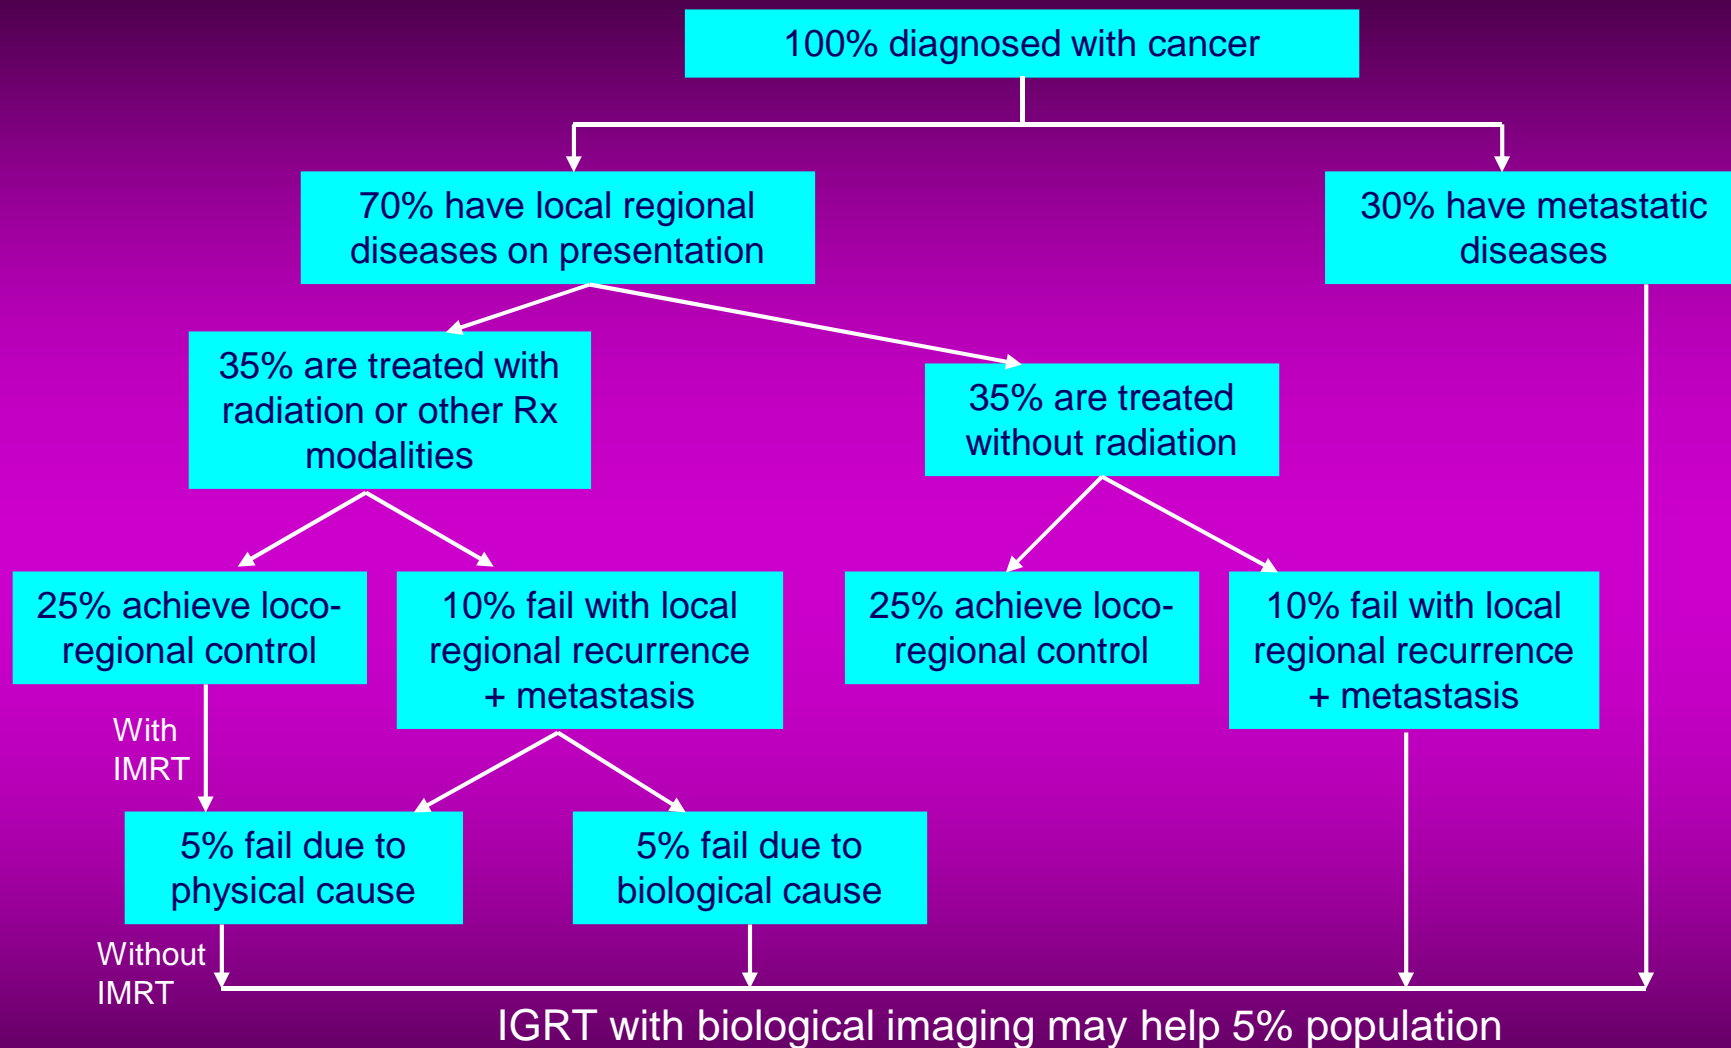 100% diagnosed with cancer
70% have local regional
diseases on presentation
30% have metastatic
diseases
35% are treated with
radiation or other Rx
modalities
35% are treated
without radiation
25% achieve loco-
regional control
10% fail with local
regional recurrence
+ metastasis
25% achieve loco-
regional control
10% fail with local
regional recurrence
+ metastasis
With
IMRT
5% fail due to
physical cause
5% fail due to
biological cause
Without
IMRT
IGRT with biological imaging may help 5% population